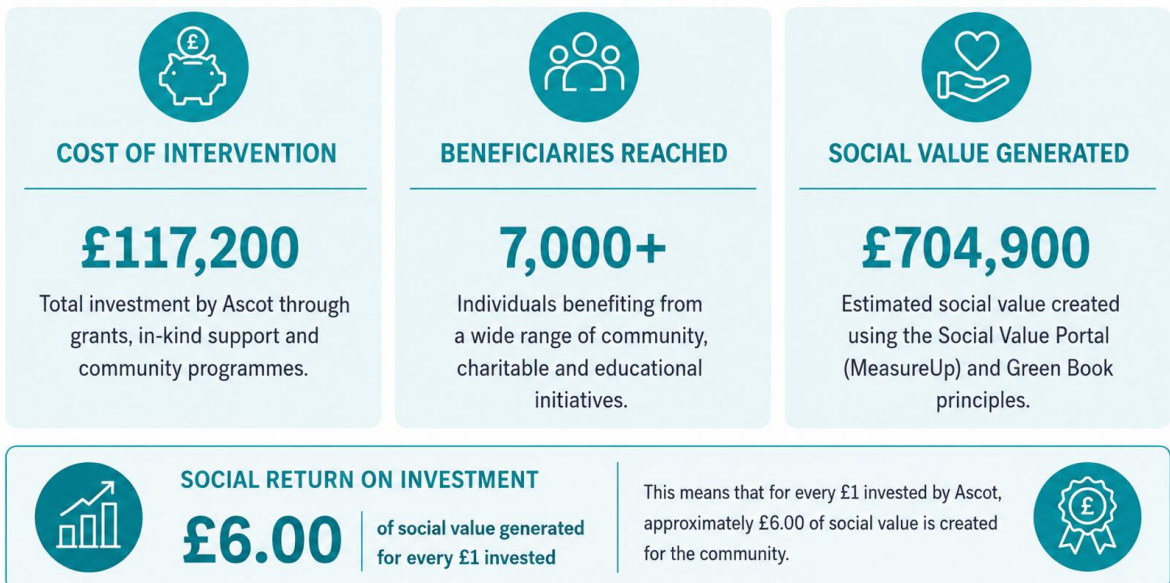 £
COST OF INTERVENTION
£117,200
Total investment by Ascot through
grants, in-kind support and
community programmes.
BENEFICIARIES REACHED
7,000+
Individuals benefiting from
a wide range of community,
charitable and educational
initiatives.
SOCIAL VALUE GENERATED
£704,900
Estimated social value created
using the Social Value Portal
(MeasureUp) and Green Book
principles.
SOCIAL RETURN ON INVESTMENT
£6.00
of social value generated
for every £1 invested
This means that for every £1 invested by Ascot,
approximately £6.00 of social value is created
for the community.
£